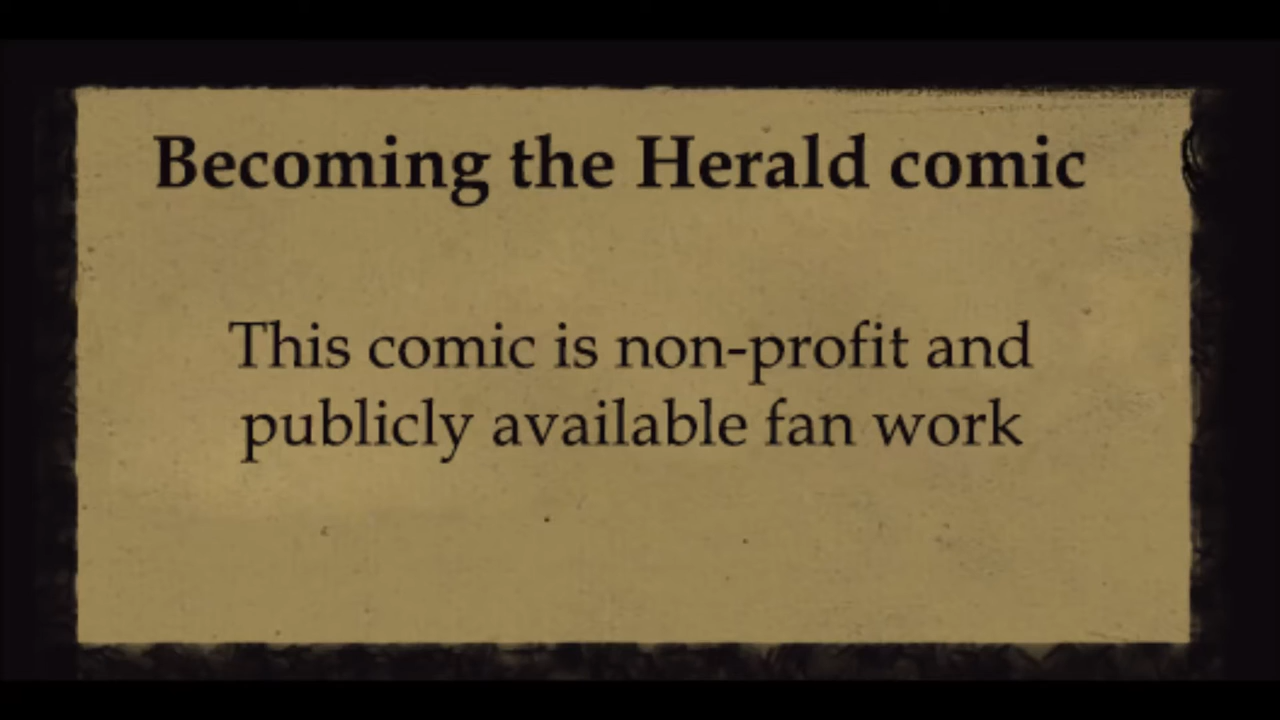 Becoming the Herald comic
This comic is non-profit and
publicly available fan work